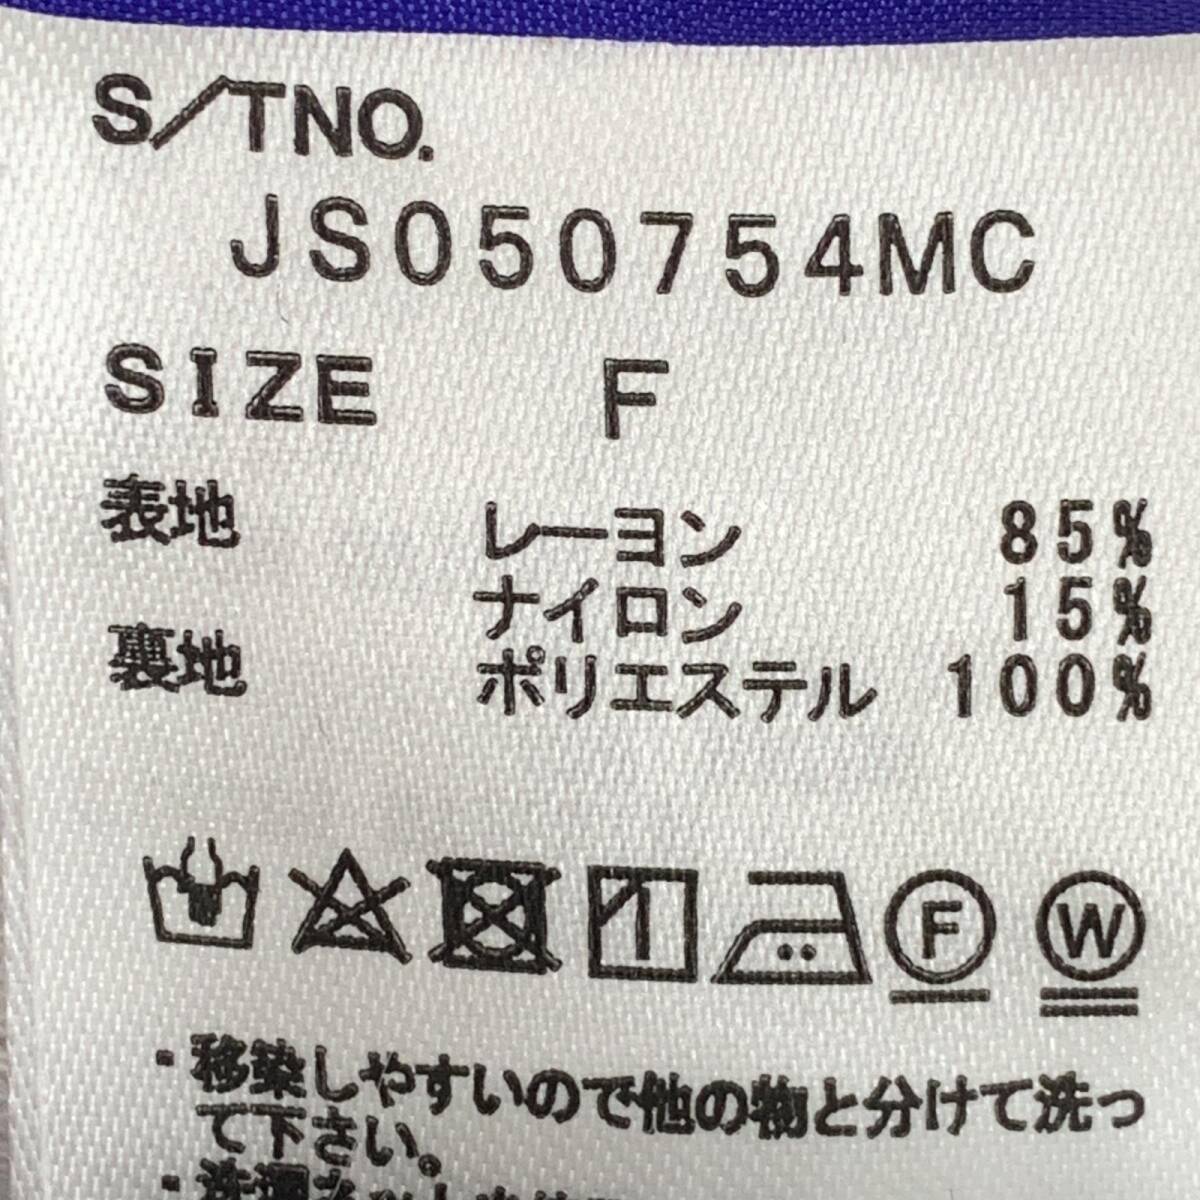 S/TNO.
JS050754MC
SIZE F
表地 レーヨン 85%
ナイロン 15%
裏地 ポリエステル 100%
F W
・移染しやすいので他の物と分けて洗っ
て下さい。